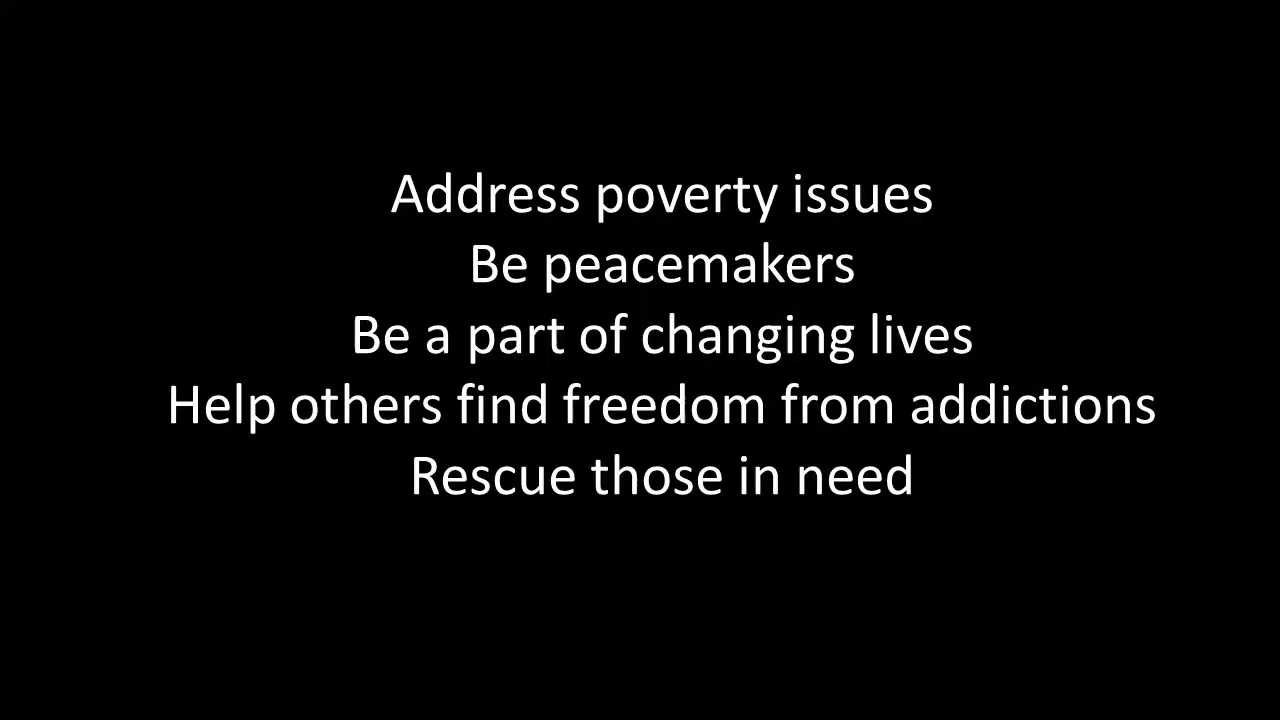 Address poverty issues
Be peacemakers
Be a part of changing lives
Help others find freedom from addictions
Rescue those in need